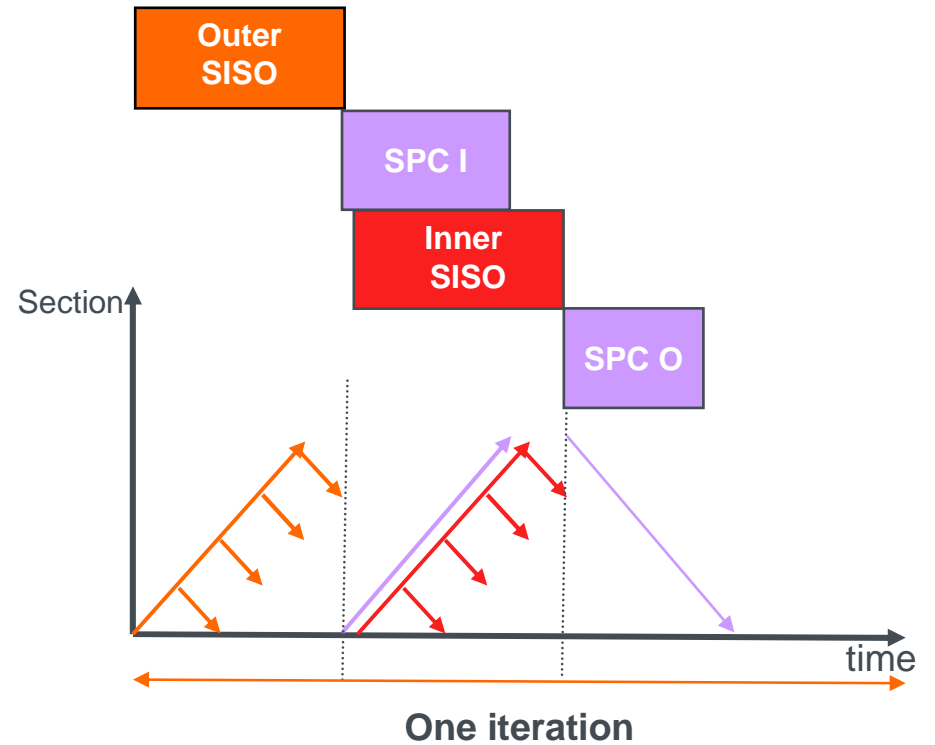 Outer
SISO
SPC I
Inner
SISO
Section
SPC O
time
One iteration